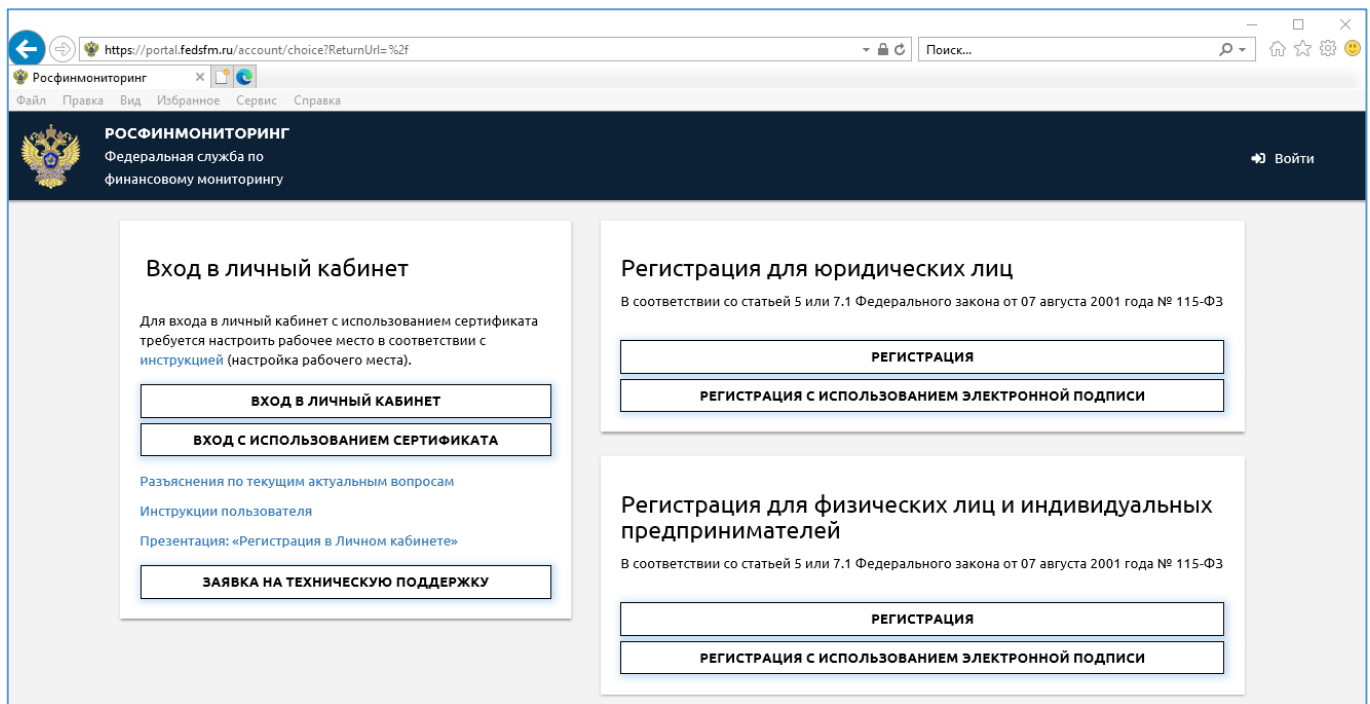 https://portal.fedsfm.ru/account/choice?ReturnUrl=%2f
Поиск...
Росфинмониторинг
Файл Правка Вид Избранное Сервис Справка
РОСФИНМОНИТОРИНГ
Федеральная служба по
финансовому мониторингу
Войти
Вход в личный кабинет
Для входа в личный кабинет с использованием сертификата
требуется настроить рабочее место в соответствии с
инструкцией (настройка рабочего места).
ВХОД В ЛИЧНЫЙ КАБИНЕТ
ВХОД С ИСПОЛЬЗОВАНИЕМ СЕРТИФИКАТА
Разъяснения по текущим актуальным вопросам
Инструкции пользователя
Презентация: «Регистрация в Личном кабинете»
ЗАЯВКА НА ТЕХНИЧЕСКУЮ ПОДДЕРЖКУ
Регистрация для юридических лиц
В соответствии со статьей 5 или 7.1 Федерального закона от 07 августа 2001 года № 115-ФЗ
РЕГИСТРАЦИЯ
РЕГИСТРАЦИЯ С ИСПОЛЬЗОВАНИЕМ ЭЛЕКТРОННОЙ ПОДПИСИ
Регистрация для физических лиц и индивидуальных
предпринимателей
В соответствии со статьей 5 или 7.1 Федерального закона от 07 августа 2001 года № 115-ФЗ
РЕГИСТРАЦИЯ
РЕГИСТРАЦИЯ С ИСПОЛЬЗОВАНИЕМ ЭЛЕКТРОННОЙ ПОДПИСИ